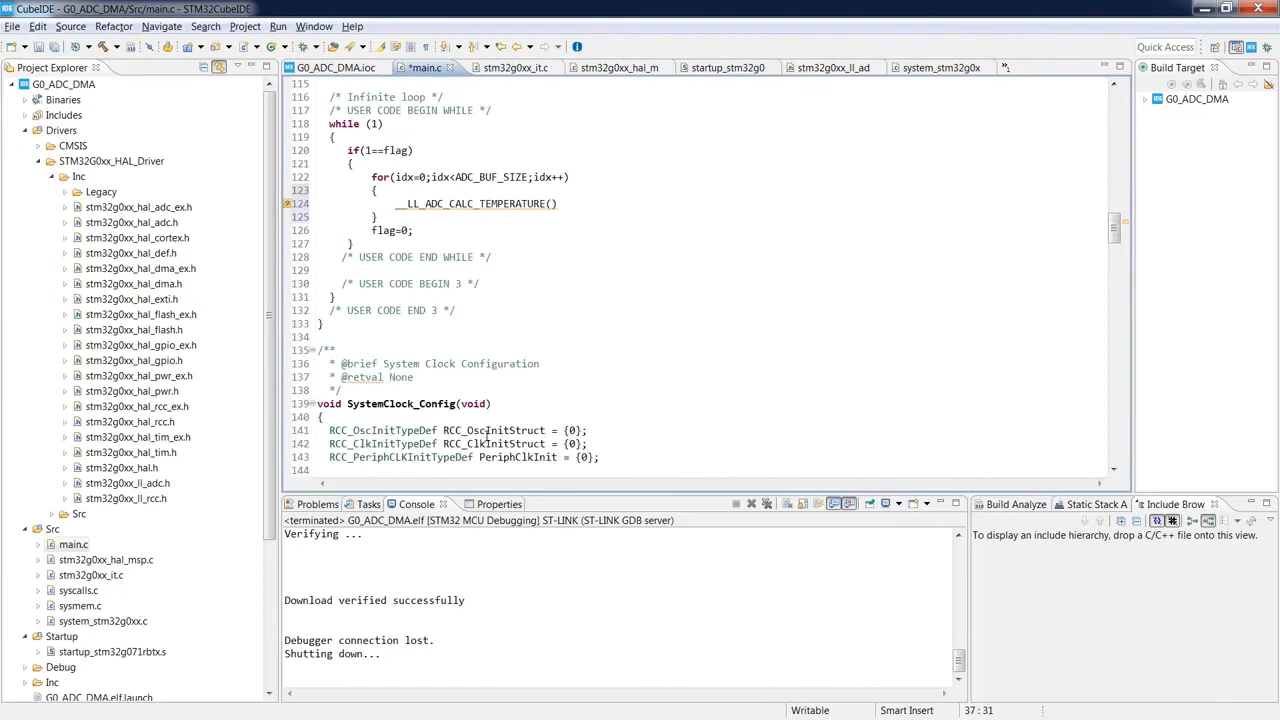 CubeIDE - G0_ADC_DMA/Src/main.c - STM32CubeIDE
File Edit Source Refactor Navigate Search Project Run Window Help
Quick Access
Project Explorer
G0_ADC_DMA
Binaries
Includes
Drivers
CMSIS
STM32G0xx_HAL_Driver
Inc
Legacy
stm32g0xx_hal_adc_ex.h
stm32g0xx_hal_adc.h
stm32g0xx_hal_cortex.h
stm32g0xx_hal_def.h
stm32g0xx_hal_dma_ex.h
stm32g0xx_hal_dma.h
stm32g0xx_hal_exti.h
stm32g0xx_hal_flash_ex.h
stm32g0xx_hal_flash.h
stm32g0xx_hal_gpio_ex.h
stm32g0xx_hal_gpio.h
stm32g0xx_hal_pwr_ex.h
stm32g0xx_hal_pwr.h
stm32g0xx_hal_rcc_ex.h
stm32g0xx_hal_rcc.h
stm32g0xx_hal_tim_ex.h
stm32g0xx_hal_tim.h
stm32g0xx_hal.h
stm32g0xx_ll_adc.h
stm32g0xx_ll_rcc.h
Src
Src
main.c
stm32g0xx_hal_msp.c
stm32g0xx_it.c
syscalls.c
sysmem.c
system_stm32g0xx.c
Startup
startup_stm32g071rbtx.s
Debug
Inc
G0_ADC_DMA.elf.launch
G0_ADC_DMA.ioc *main.c stm32g0xx_it.c stm32g0xx_hal_m startup_stm32g0 stm32g0xx_ll_ad system_stm32g0x »1
115
116 /* Infinite loop */
117 /* USER CODE BEGIN WHILE */
118 while (1)
119 {
120 if(1==flag)
121 {
122 for(idx=0;idx<ADC_BUF_SIZE;idx++)
123 {
124 __LL_ADC_CALC_TEMPERATURE()
125 }
126 flag=0;
127 }
128 /* USER CODE END WHILE */
129
130 /* USER CODE BEGIN 3 */
131 }
132 /* USER CODE END 3 */
133 }
134
135 /**
136 * @brief System Clock Configuration
137 * @retval None
138 */
139 void SystemClock_Config(void)
140 {
141 RCC_OscInitTypeDef RCC_OscInitStruct = {0};
142 RCC_ClkInitTypeDef RCC_ClkInitStruct = {0};
143 RCC_PeriphCLKInitTypeDef PeriphClkInit = {0};
144
Build Target
G0_ADC_DMA
Problems Tasks Console Properties
<terminated> G0_ADC_DMA.elf [STM32 MCU Debugging] ST-LINK (ST-LINK GDB server)
Verifying ...
Download verified successfully
Debugger connection lost.
Shutting down...
Build Analyze Static Stack A Include Brow
To display an include hierarchy, drop a C/C++ file onto this view.
Writable Smart Insert 37 : 31